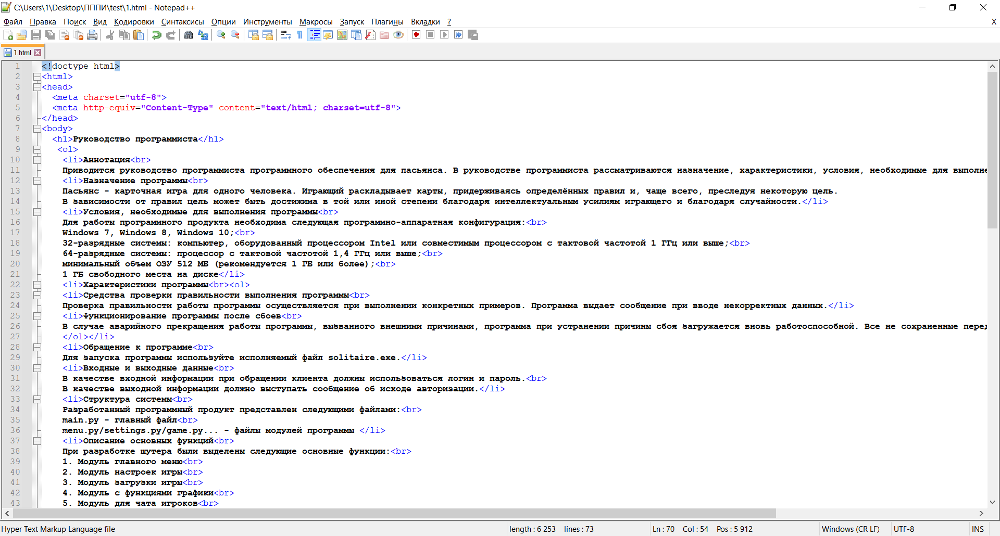 C:\Users\1\Desktop\ПППИ\test\1.html - Notepad++
Файл Правка Поиск Вид Кодировки Синтаксисы Опции Инструменты Макросы Запуск Плагины Вкладки ? X
1.html
1 <!doctype html>
2 <html>
3 <head>
4 <meta charset="utf-8">
5 <meta http-equiv="Content-Type" content="text/html; charset=utf-8">
6 </head>
7 <body>
8 <h1>Руководство программиста</h1>
9 <ol>
10 <li>Аннотация<br>
11 Приводится руководство программиста программного обеспечения для пасьянса. В руководстве программиста рассматриваются назначение, характеристики, условия, необходимые для выполне
12 <li>Назначение программы<br>
13 Пасьянс - карточная игра для одного человека. Играющий раскладывает карты, придерживаясь определённых правил и, чаще всего, преследуя некоторую цель.
14 В зависимости от правил цель может быть достижима в той или иной степени благодаря интеллектуальным усилиям играющего и благодаря случайности.</li>
15 <li>Условия, необходимые для выполнения программы<br>
16 Для работы программного продукта необходима следующая программно-аппаратная конфигурация:<br>
17 Windows 7, Windows 8, Windows 10;<br>
18 32-разрядные системы: компьютер, оборудованный процессором Intel или совместимым процессором с тактовой частотой 1 ГГц или выше;<br>
19 64-разрядные системы: процессор с тактовой частотой 1,4 ГГц или выше;<br>
20 минимальный объем ОЗУ 512 МБ (рекомендуется 1 ГБ или более);<br>
21 1 ГБ свободного места на диске</li>
22 <li>Характеристики программы<br><ol>
23 <li>Средства проверки правильности выполнения программы<br>
24 Проверка правильности работы программы осуществляется при выполнении конкретных примеров. Программа выдает сообщение при вводе некорректных данных.</li>
25 <li>Функционирование программы после сбоев<br>
26 В случае аварийного прекращения работы программы, вызванного внешними причинами, программа при устранении причины сбоя загружается вновь работоспособной. Все не сохраненные перед
27 </ol></li>
28 <li>Обращение к программе<br>
29 Для запуска программы используйте исполняемый файл solitaire.exe.</li>
30 <li>Входные и выходные данные<br>
31 В качестве входной информации при обращении клиента должны использоваться логин и пароль.<br>
32 В качестве выходной информации должно выступать сообщение об исходе авторизации.</li>
33 <li>Структура системы<br>
34 Разработанный программный продукт представлен следующими файлами:<br>
35 main.py - главный файл<br>
36 menu.py/settings.py/game.py... - файлы модулей программы </li>
37 <li>Описание основных функций<br>
38 При разработке шутера были выделены следующие основные функции:<br>
39 1. Модуль главного меню<br>
40 2. Модуль настроек игры<br>
41 3. Модуль загрузки игры<br>
42 4. Модуль с функциями графики<br>
43 5. Модуль для чата игроков<br>
Hyper Text Markup Language file length : 6 253 lines : 73 Ln : 70 Col : 54 Pos : 5 912 Windows (CR LF) UTF-8 INS